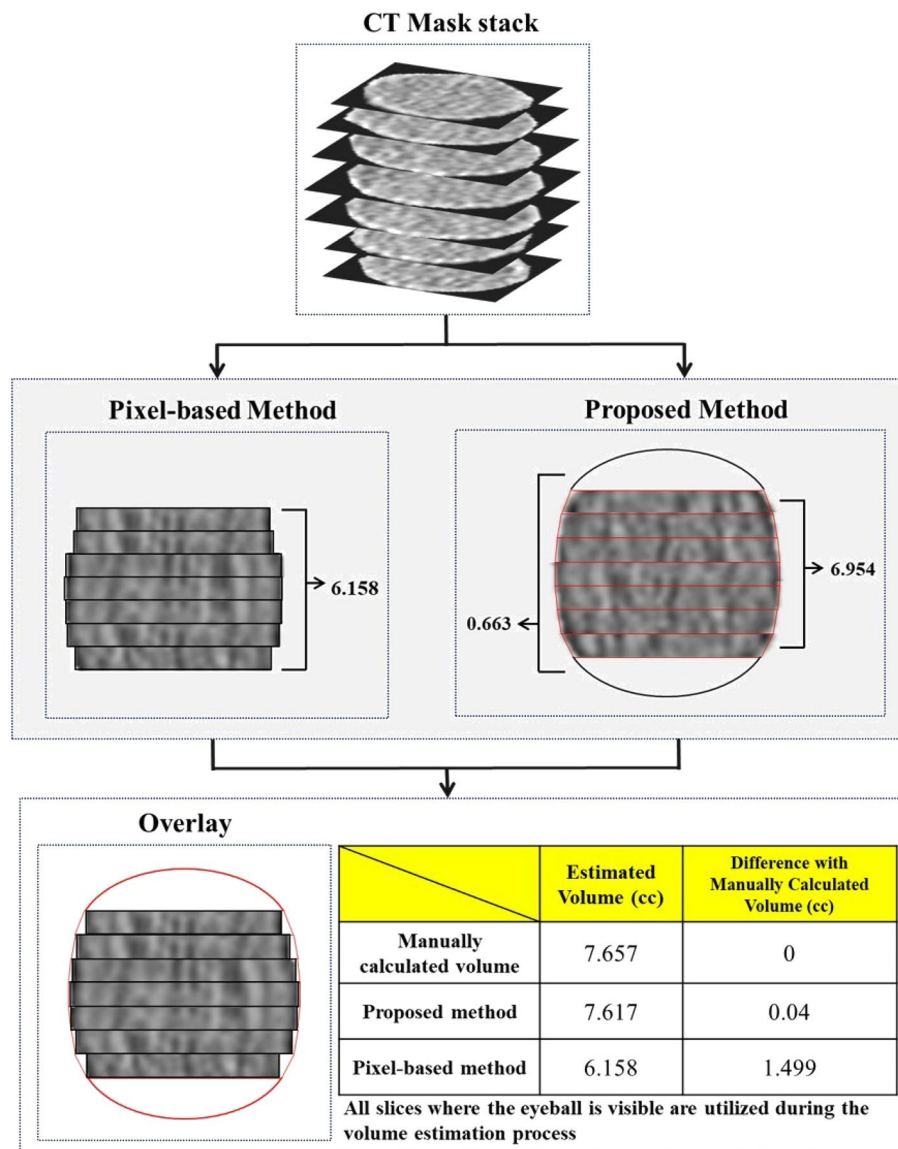 CT Mask stack
Pixel-based Method
6.158
Proposed Method
0.663
6.954
Overlay
Estimated
Volume (cc)
Difference with
Manually Calculated
Volume (cc)
Manually
calculated volume
7.657
0
Proposed method
7.617
0.04
Pixel-based method
6.158
1.499
All slices where the eyeball is visible are utilized during the
volume estimation process